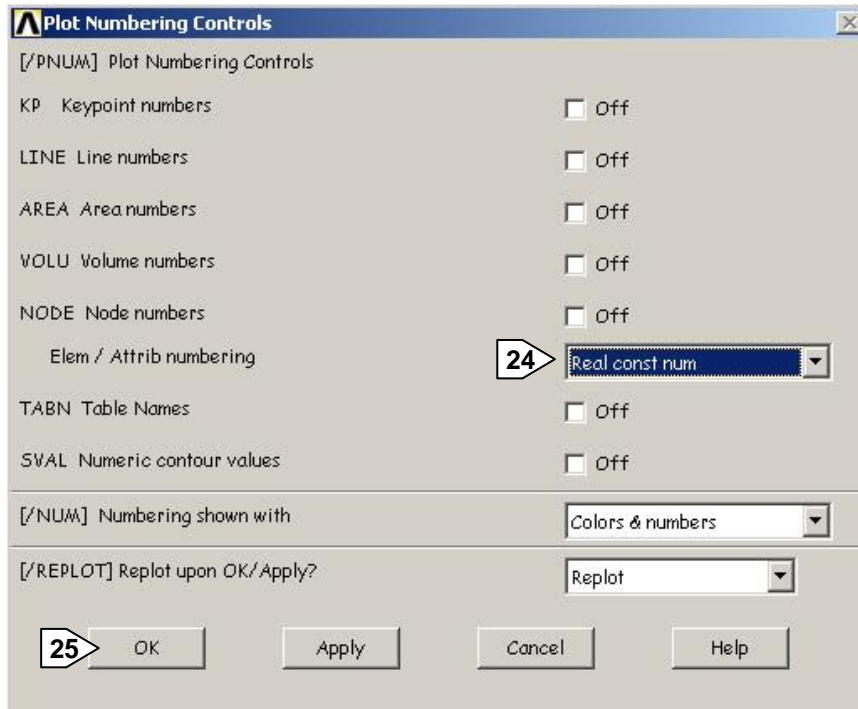 Plot Numbering Controls
[/PNUM] Plot Numbering Controls
KP Keypoint numbers Off
LINE Line numbers Off
AREA Area numbers Off
VOLU Volume numbers Off
NODE Node numbers Off
Elem / Attrib numbering 24 Real const num
TABN Table Names Off
SVAL Numeric contour values Off
[/NUM] Numbering shown with Colors & numbers
[/REPLOT] Replot upon OK/Apply? Replot
25 OK Apply Cancel Help